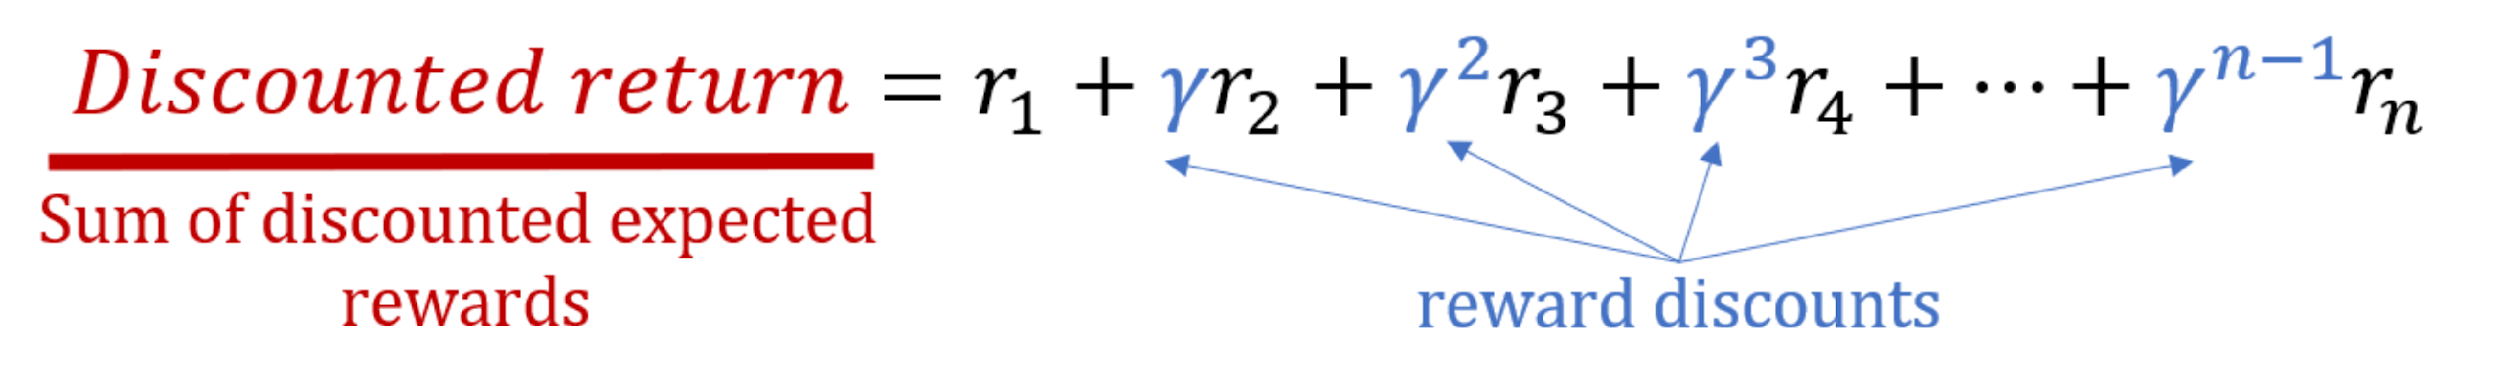 Discounted return = r₁ + γr₂ + γ²r₃ + γ³r₄ + ⋯ + γⁿ⁻¹rₙ
Sum of discounted expected
rewards
reward discounts